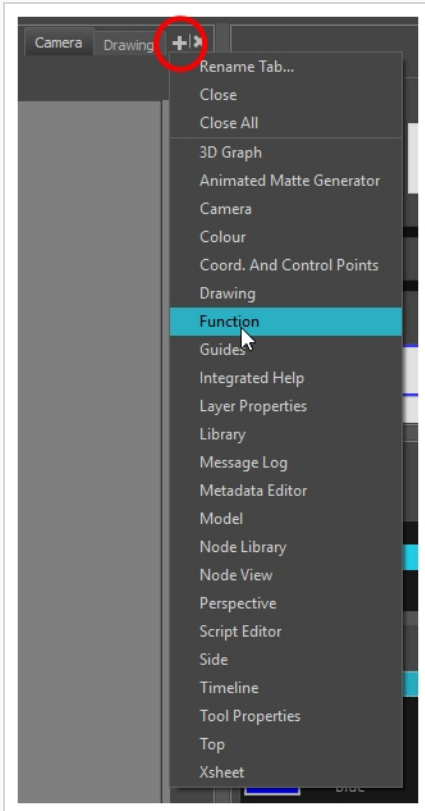 Camera Drawing
Rename Tab...
Close
Close All
3D Graph
Animated Matte Generator
Camera
Colour
Coord. And Control Points
Drawing
Function
Guides
Integrated Help
Layer Properties
Library
Message Log
Metadata Editor
Model
Node Library
Node View
Perspective
Script Editor
Side
Timeline
Tool Properties
Top
Xsheet
Blue